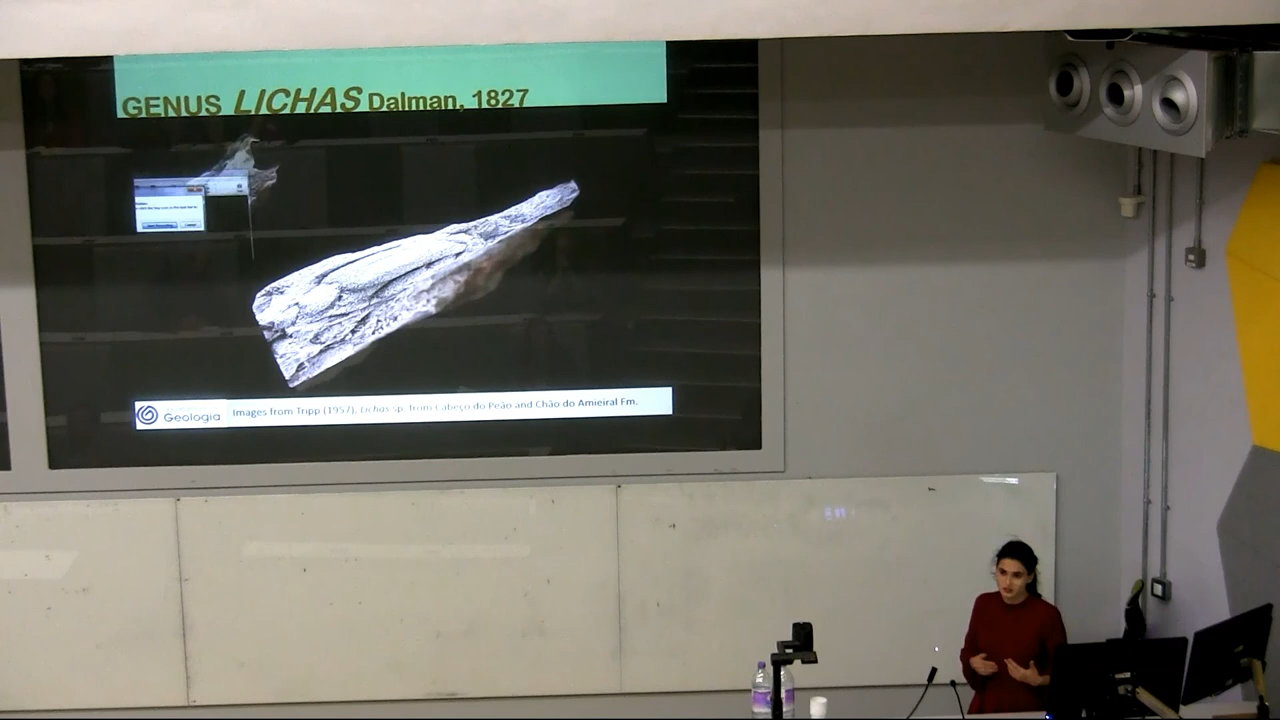 GENUS LICHAS Dalman, 1827
Geologia
Images from Tripp (1957), Lichas sp. from Cabeço do Peão and Chão do Amieiral Fm.